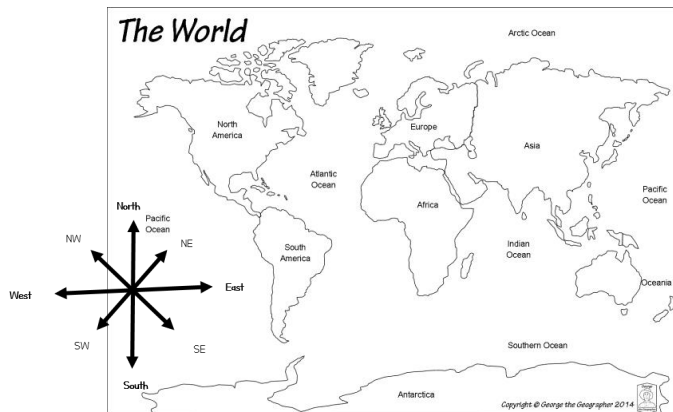 The World
Arctic Ocean
North
America
Europe
Asia
Atlantic
Ocean
Pacific
Ocean
Africa
North
Pacific
Ocean
NW
NE
South
America
Indian
Ocean
West
East
Oceania
SW
SE
Southern Ocean
South
Antarctica
Copyright © George the Geographer 2014